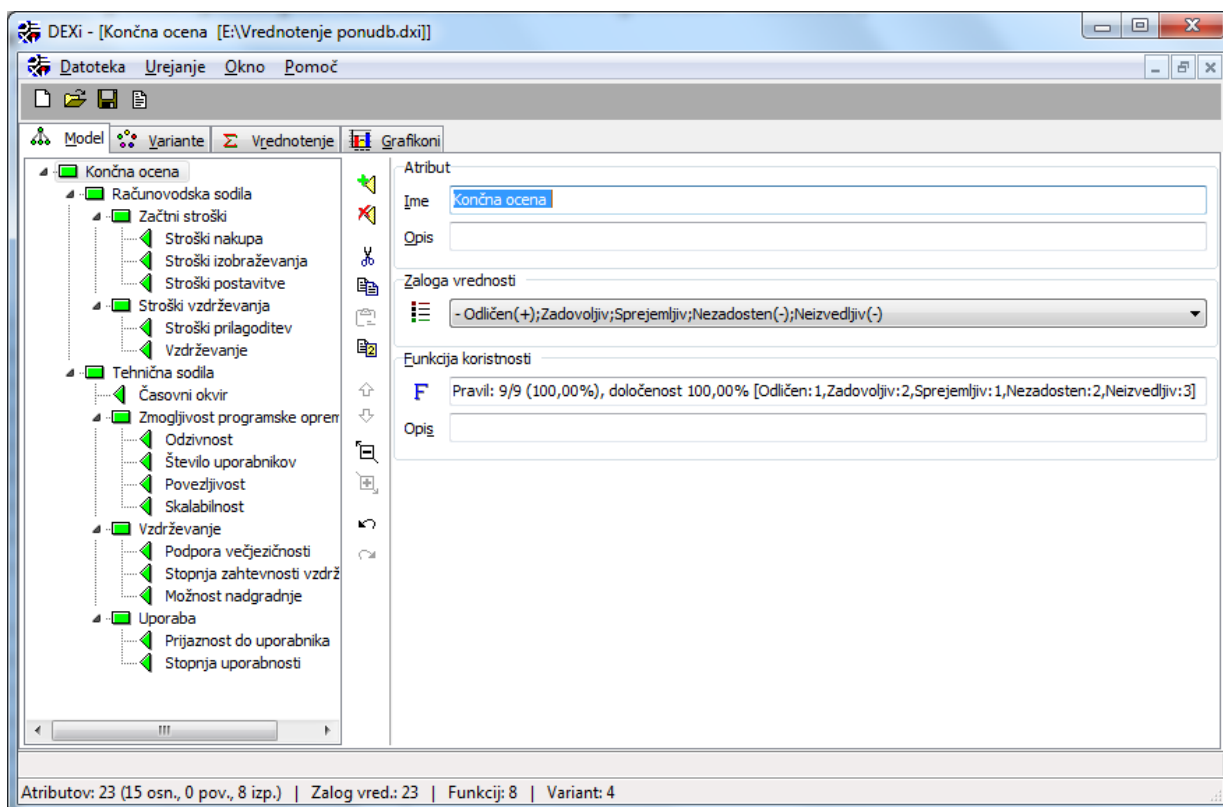 DEXi - [Končna ocena [E:\Vrednotenje ponudb.dxi]]
Datoteka Urejanje Okno Pomoč
Model Variante Vrednotenje Grafikoni
Končna ocena
Računovodska sodila
Začtni stroški
Stroški nakupa
Stroški izobraževanja
Stroški postavitve
Stroški vzdrževanja
Stroški prilagoditev
Vzdrževanje
Tehnična sodila
Časovni okvir
Zmogljivost programske oprem
Odzivnost
Število uporabnikov
Povezljivost
Skalabilnost
Vzdrževanje
Podpora večjezičnosti
Stopnja zahtevnosti vzdrž
Možnost nadgradnje
Uporaba
Prijaznost do uporabnika
Stopnja uporabnosti
Atribut
Ime Končna ocena
Opis
Zaloga vrednosti
- Odličen(+);Zadovoljiv;Sprejemljiv;Nezadosten(-);Neizvedljiv(-)
Funkcija koristnosti
F Pravil: 9/9 (100,00%), določenost 100,00% [Odličen:1,Zadovoljiv:2,Sprejemljiv:1,Nezadosten:2,Neizvedljiv:3]
Opis
Atributov: 23 (15 osn., 0 pov., 8 izp.) | Zalog vred.: 23 | Funkcij: 8 | Variant: 4